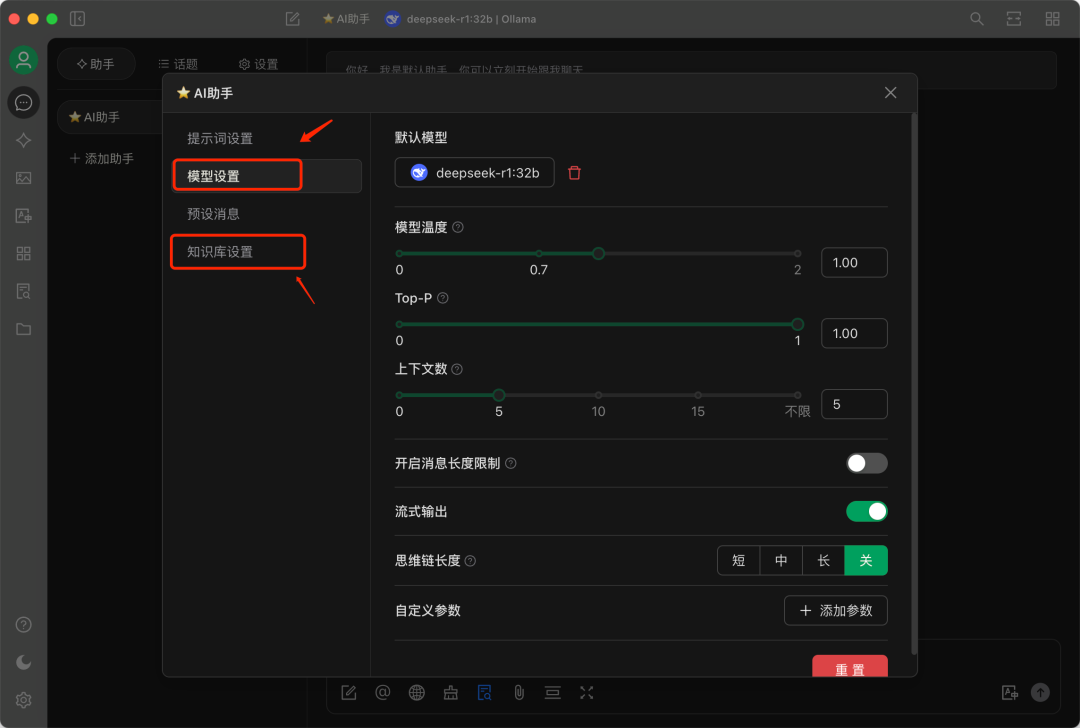 AI助手
deepseek-r1:32b | Ollama
助手
话题
设置
你好，我是默认助手。你可以立刻开始跟我聊天
AI助手
添加助手
AI助手
提示词设置
模型设置
预设消息
知识库设置
默认模型
deepseek-r1:32b
模型温度
0
0.7
2
1.00
Top-P
0
1
1.00
上下文数
0
5
10
15
不限
5
开启消息长度限制
流式输出
思维链长度
短
中
长
关
自定义参数
添加参数
重置